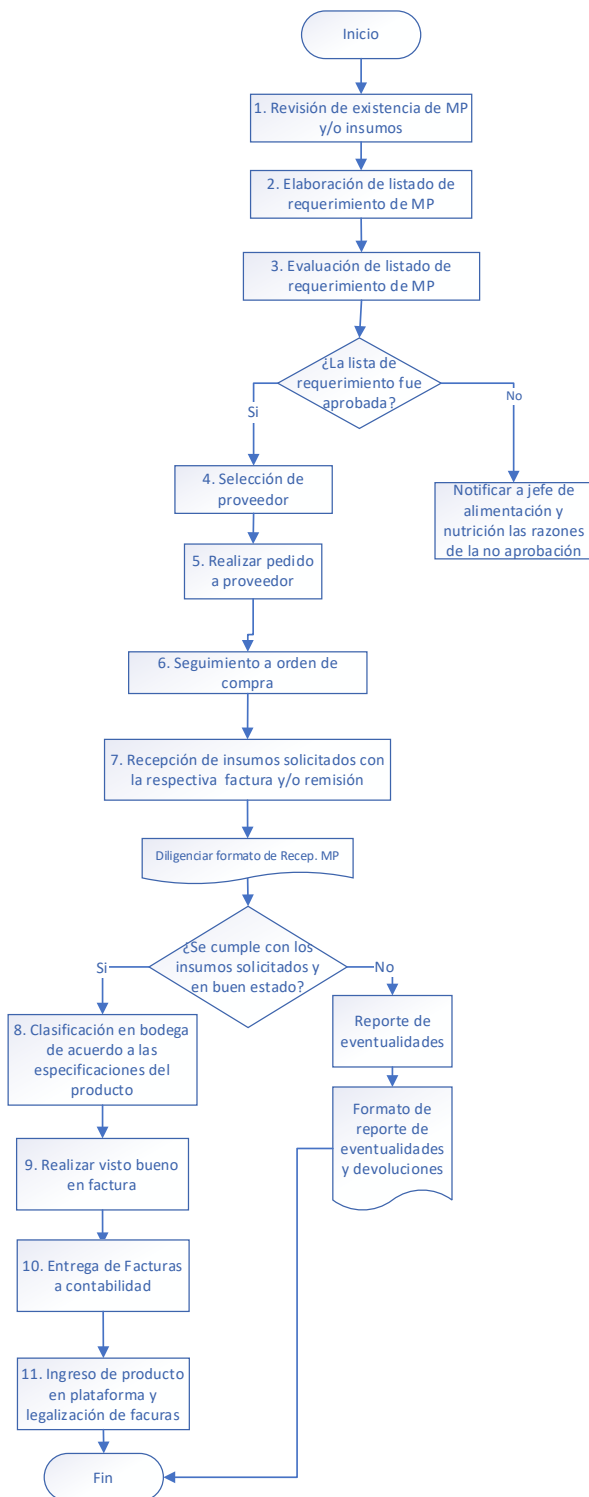 Inicio
1. Revisión de existencia de MP
y/o insumos
2. Elaboración de listado de
requerimiento de MP
3. Evaluación de listado de
requerimiento de MP
¿La lista de
requerimiento fue
aprobada?
Si
No
4. Selección de
proveedor
Notificar a jefe de
alimentación y
nutrición las razones
de la no aprobación
5. Realizar pedido
a proveedor
6. Seguimiento a orden de
compra
7. Recepción de insumos solicitados con
la respectiva factura y/o remisión
Diligenciar formato de Recep. MP
¿Se cumple con los
insumos solicitados y
en buen estado?
Si
No
8. Clasificación en bodega
de acuerdo a las
especificaciones del
producto
Reporte de
eventualidades
Formato de
reporte de
eventualidades
y devoluciones
9. Realizar visto bueno
en factura
10. Entrega de Facturas
a contabilidad
11. Ingreso de producto
en plataforma y
legalización de facuras
Fin